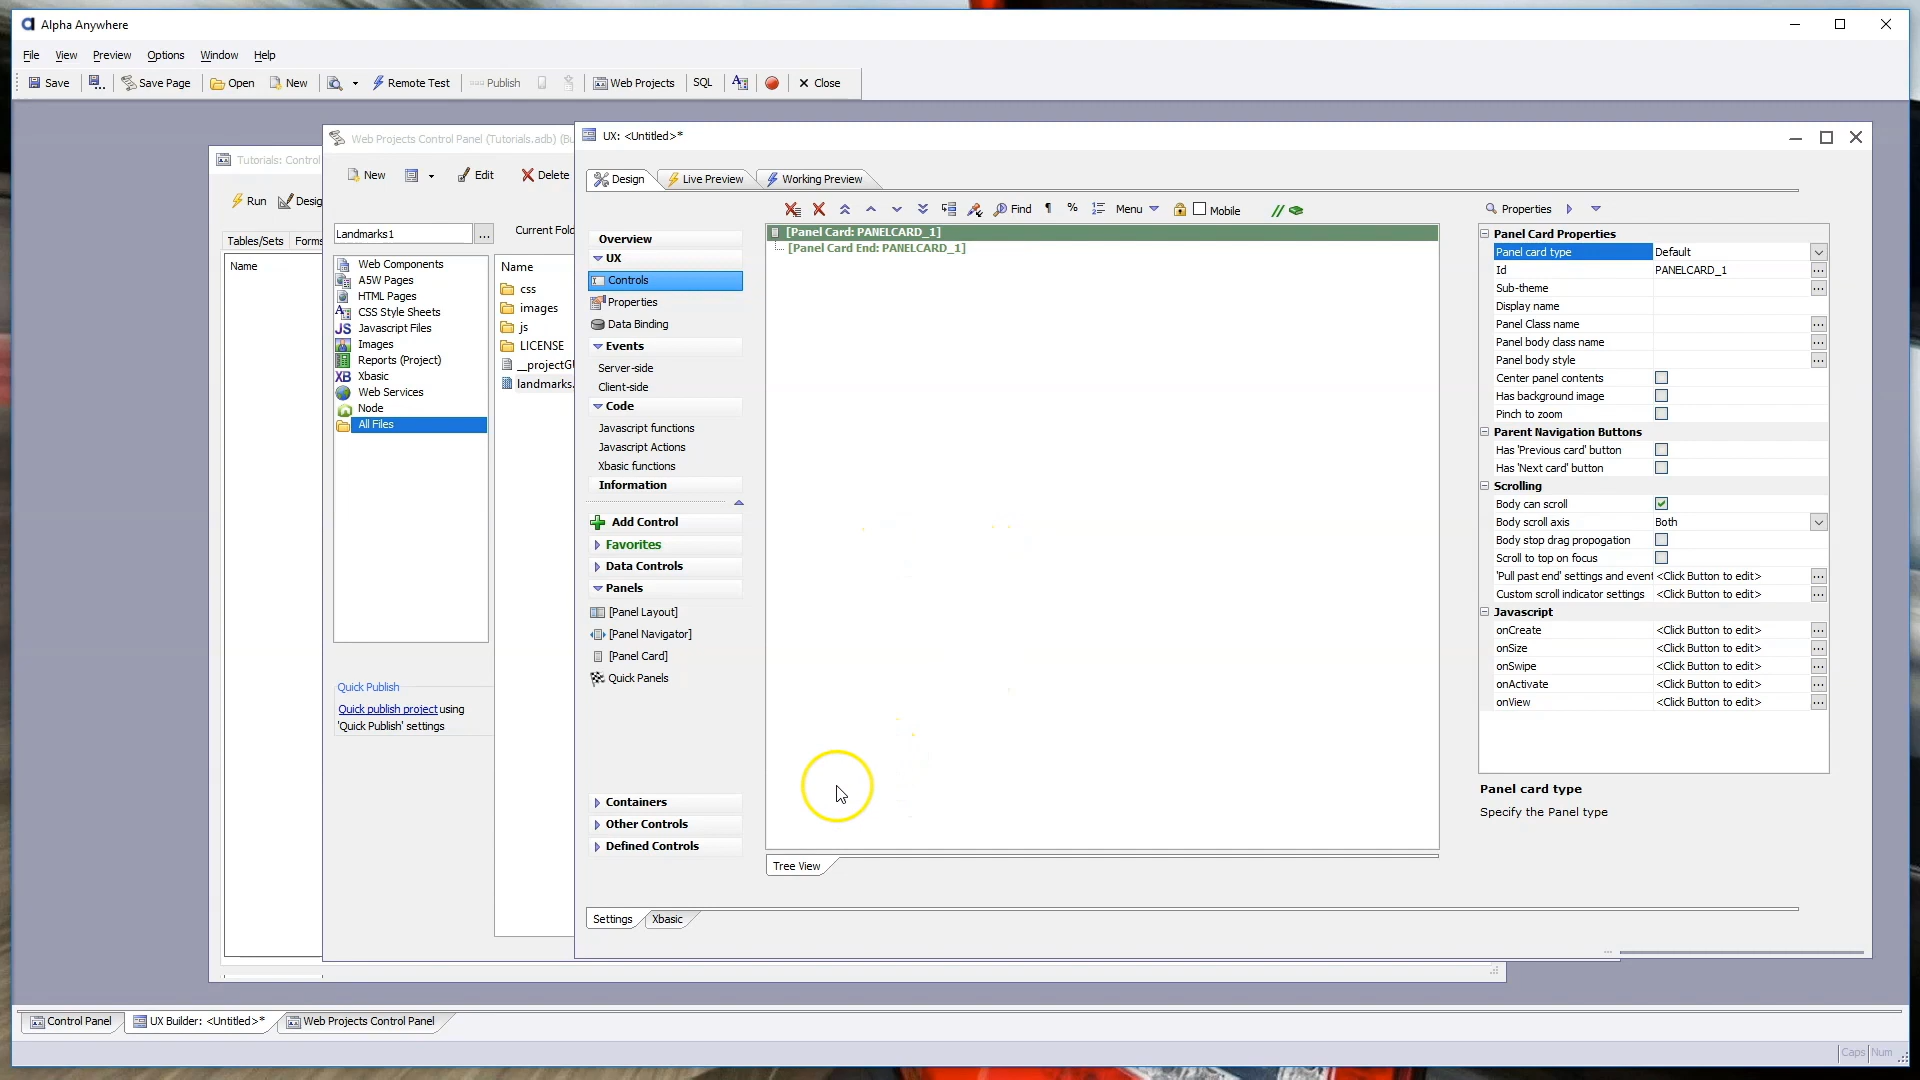 Alpha Anywhere
File View Preview Options Window Help
Save Save Page Open New Remote Test Publish Web Projects SQL Close
Tutorials: Control
Run Desig
Tables/Sets Forms
Name
Web Projects Control Panel (Tutorials.adb) (Bu
New Edit Delete
Landmarks1 ... Current Fold
Web Components
A5W Pages
HTML Pages
CSS Style Sheets
JS Javascript Files
Images
Reports (Project)
XB Xbasic
Web Services
Node
All Files
Quick Publish
Quick publish project using
'Quick Publish' settings
Name
css
images
js
LICENSE
__projectGU
landmarks.
UX: <Untitled>*
Design Live Preview Working Preview
Find ¶ % Menu Mobile //
Overview
UX
Controls
Properties
Data Binding
Events
Server-side
Client-side
Code
Javascript functions
Javascript Actions
Xbasic functions
Information
Add Control
Favorites
Data Controls
Panels
[Panel Layout]
[Panel Navigator]
[Panel Card]
Quick Panels
Containers
Other Controls
Defined Controls
[Panel Card: PANELCARD_1]
[Panel Card End: PANELCARD_1]
Tree View
Settings Xbasic
Properties
Panel Card Properties
Panel card type Default
Id PANELCARD_1 ...
Sub-theme ...
Display name
Panel Class name ...
Panel body class name ...
Panel body style ...
Center panel contents
Has background image
Pinch to zoom
Parent Navigation Buttons
Has 'Previous card' button
Has 'Next card' button
Scrolling
Body can scroll
Body scroll axis Both
Body stop drag propogation
Scroll to top on focus
'Pull past end' settings and event <Click Button to edit> ...
Custom scroll indicator settings <Click Button to edit> ...
Javascript
onCreate <Click Button to edit> ...
onSize <Click Button to edit> ...
onSwipe <Click Button to edit> ...
onActivate <Click Button to edit> ...
onView <Click Button to edit> ...
Panel card type
Specify the Panel type
Control Panel UX Builder: <Untitled>* Web Projects Control Panel
Caps Num